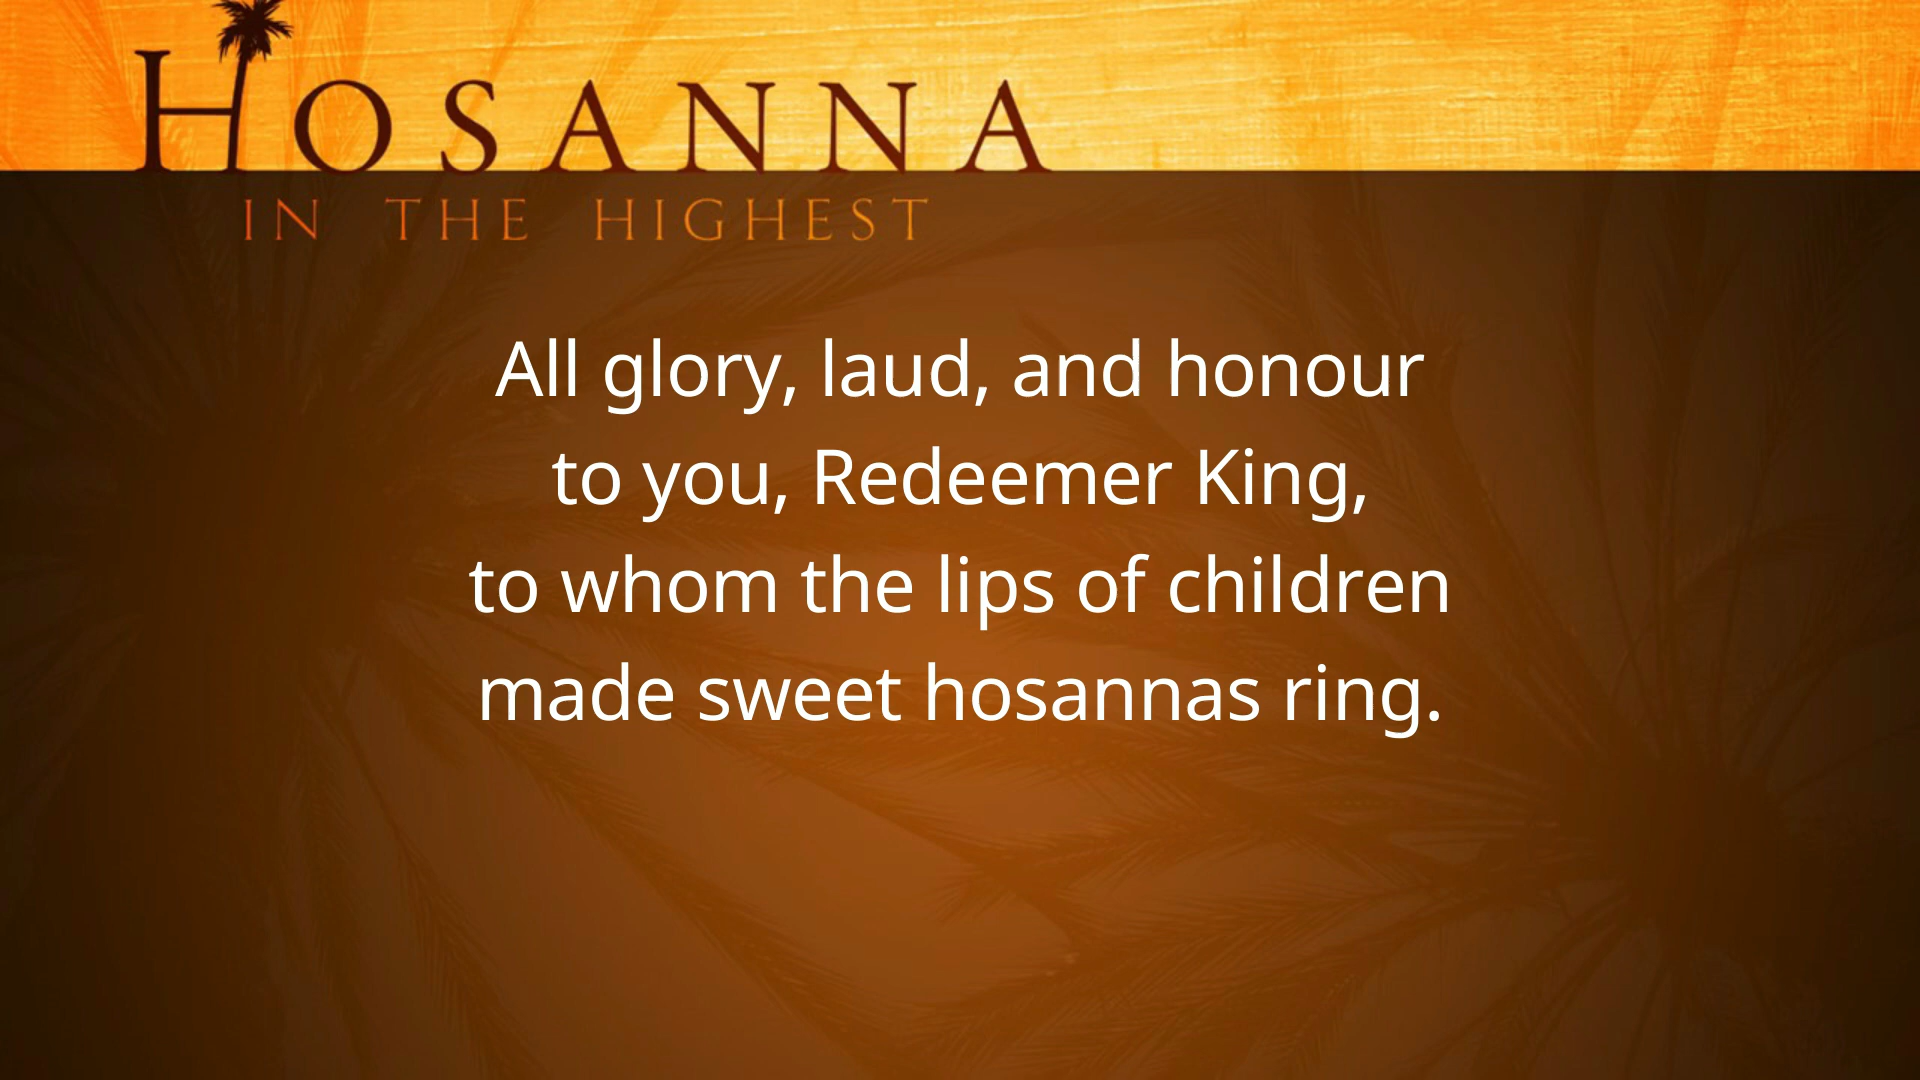 HOSANNA
IN THE HIGHEST
All glory, laud, and honour
to you, Redeemer King,
to whom the lips of children
made sweet hosannas ring.